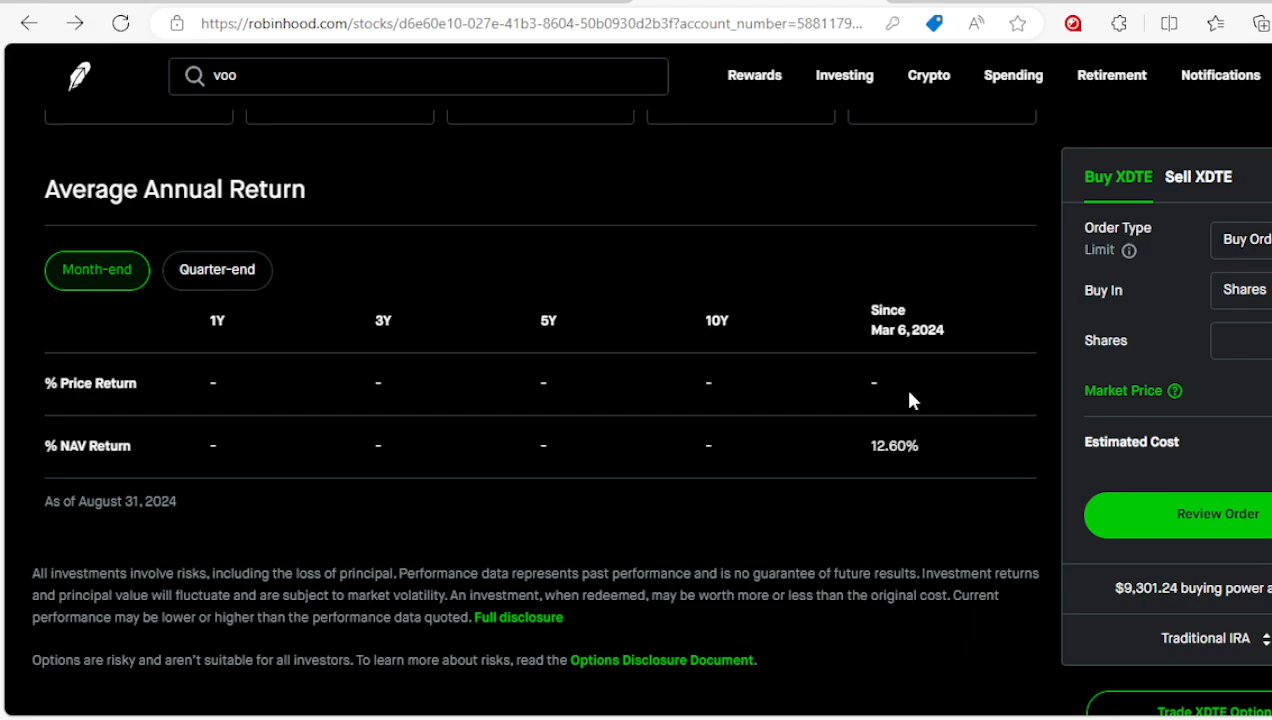 https://robinhood.com/stocks/d6e60e10-027e-41b3-8604-50b0930d2b3f?account_number=5881179...
voo
Rewards Investing Crypto Spending Retirement Notifications
Average Annual Return
Buy XDTE Sell XDTE
Order Type
Limit
Buy Ord
Month-end Quarter-end
Buy In Shares
1Y 3Y 5Y 10Y Since
Mar 6, 2024
Shares
% Price Return - - - - -
Market Price
% NAV Return - - - - 12.60%
Estimated Cost
As of August 31, 2024
Review Order
All investments involve risks, including the loss of principal. Performance data represents past performance and is no guarantee of future results. Investment returns
and principal value will fluctuate and are subject to market volatility. An investment, when redeemed, may be worth more or less than the original cost. Current
performance may be lower or higher than the performance data quoted. Full disclosure
$9,301.24 buying power a
Traditional IRA
Options are risky and aren't suitable for all investors. To learn more about risks, read the Options Disclosure Document.
Trade XDTE Option